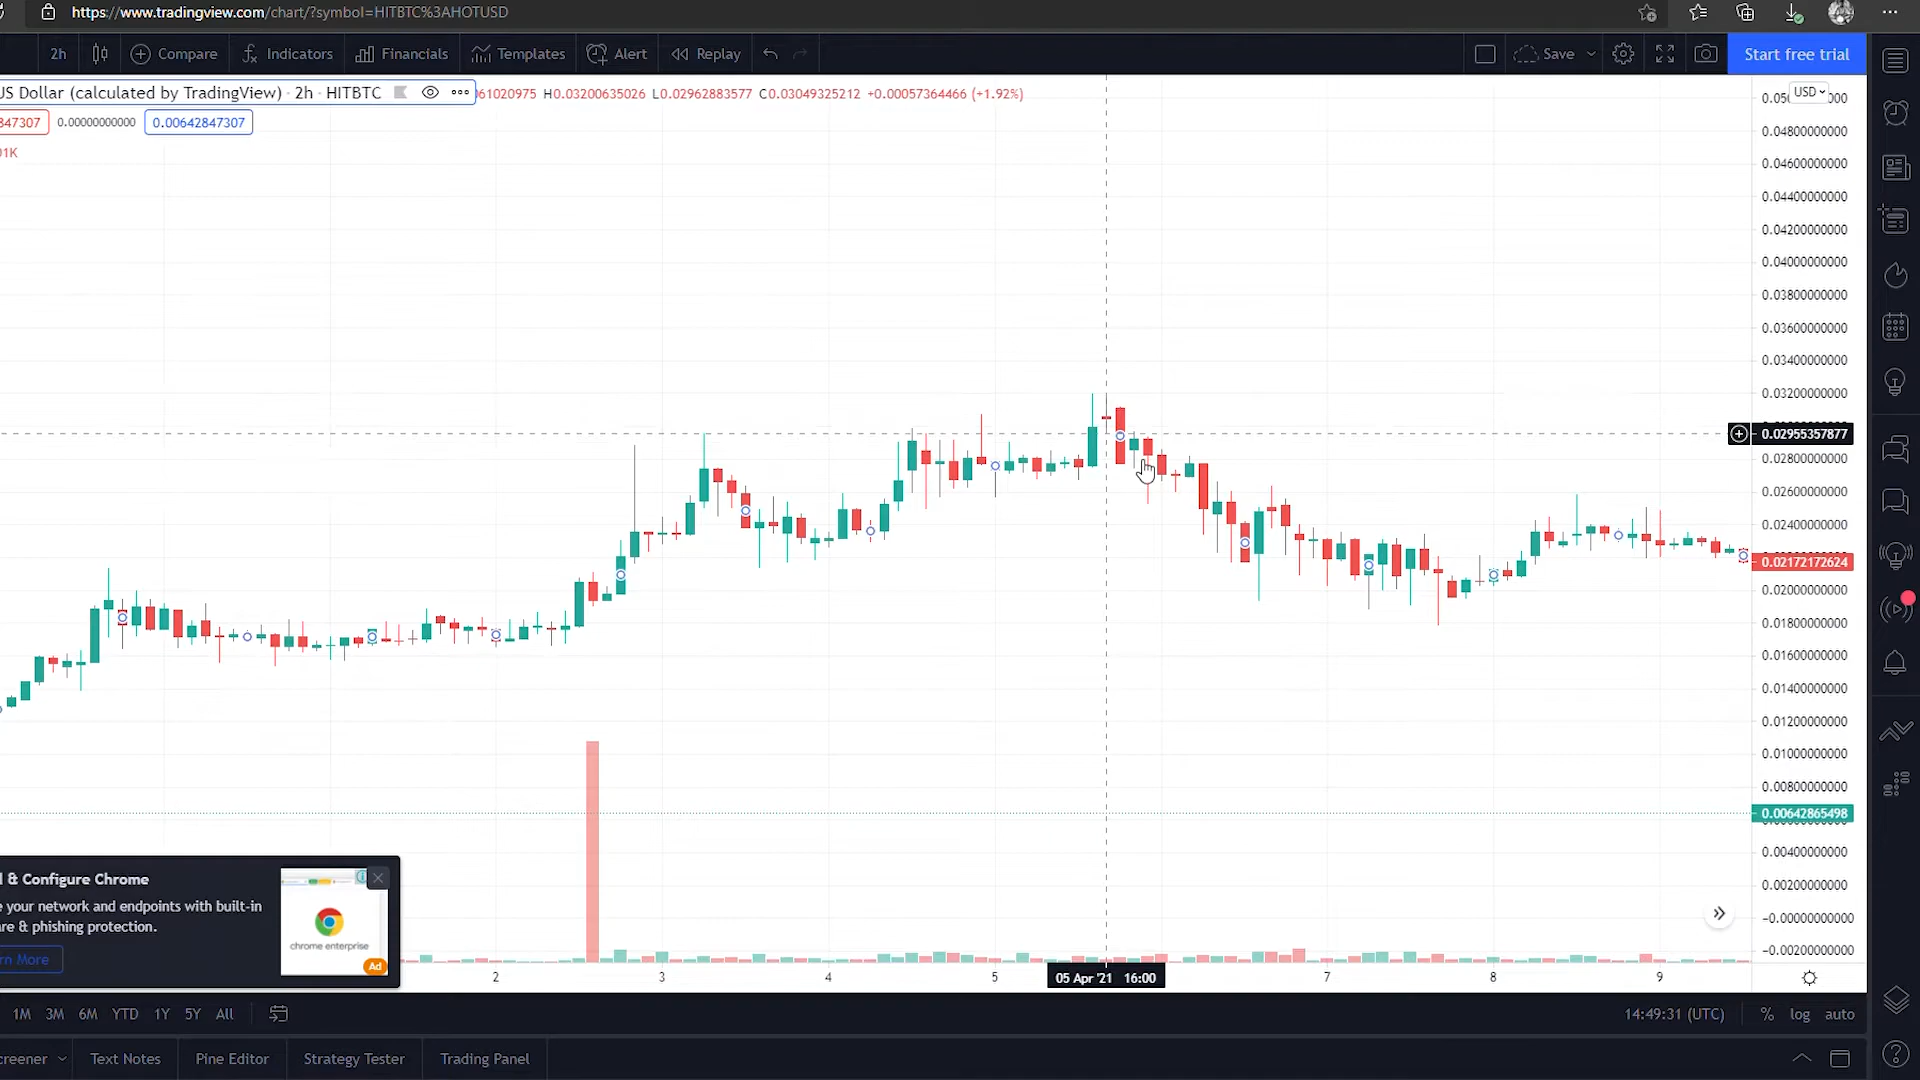 https://www.tradingview.com/chart/?symbol=HITBTC%3AHOTUSD
2h Compare Indicators Financials Templates Alert Replay Save Start free trial
US Dollar (calculated by TradingView) · 2h · HITBTC 061020975 H0.03200635026 L0.02962883577 C0.03049325212 +0.00057364466 (+1.92%)
847307 0.00000000000 0.00642847307
01K
USD
0.04800000000
0.04600000000
0.04400000000
0.04200000000
0.04000000000
0.03800000000
0.03600000000
0.03400000000
0.03200000000
0.02955357877
0.02800000000
0.02600000000
0.02400000000
0.02172172624
0.02000000000
0.01800000000
0.01600000000
0.01400000000
0.01200000000
0.01000000000
0.00800000000
0.00642865498
0.00400000000
0.00200000000
-0.00000000000
-0.00200000000
& Configure Chrome
e your network and endpoints with built-in
re & phishing protection.
rn More
chrome enterprise
Ad
2 3 4 5 05 Apr '21 16:00 7 8 9
1M 3M 6M YTD 1Y 5Y All 14:49:31 (UTC) % log auto
creener Text Notes Pine Editor Strategy Tester Trading Panel